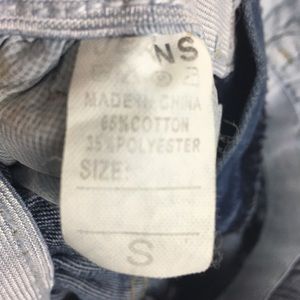 NS
MADE IN CHINA
65%COTTON
35%POLYESTER
SIZE:
S